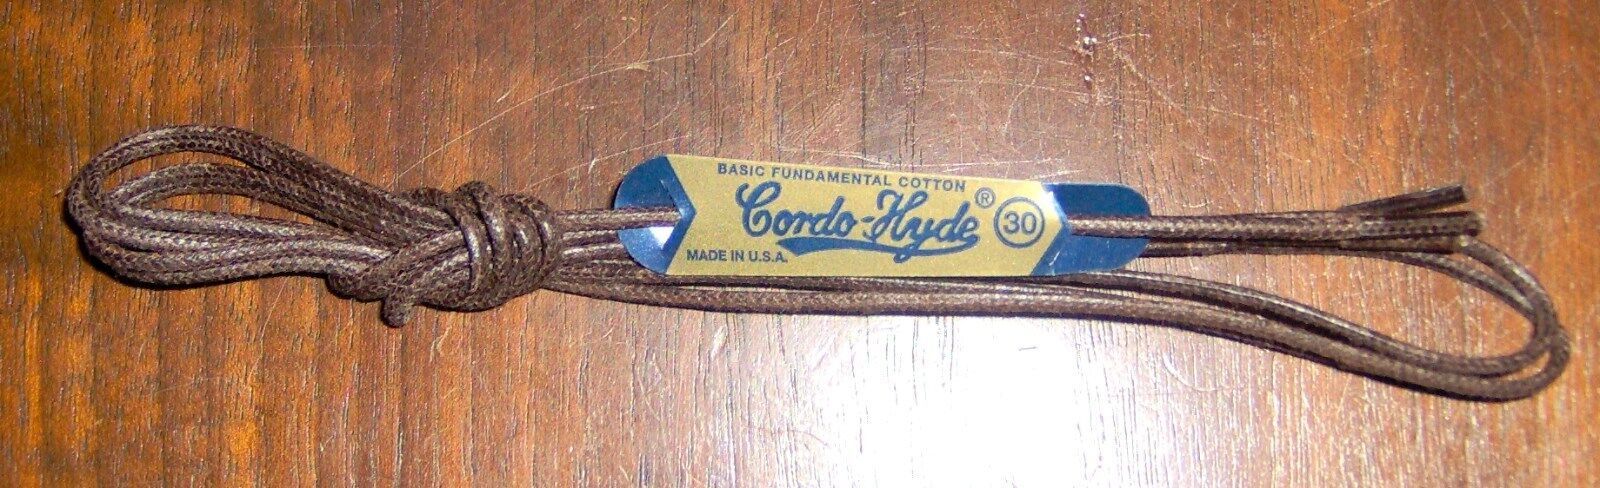 BASIC FUNDAMENTAL COTTON
Cordo-Hyde® 30
MADE IN U.S.A.